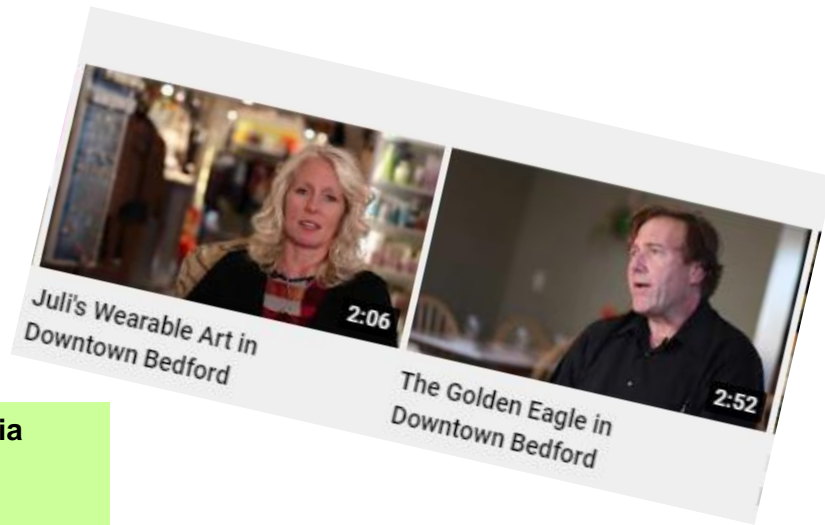 2:06
Juli's Wearable Art in
Downtown Bedford
2:52
The Golden Eagle in
Downtown Bedford
ia